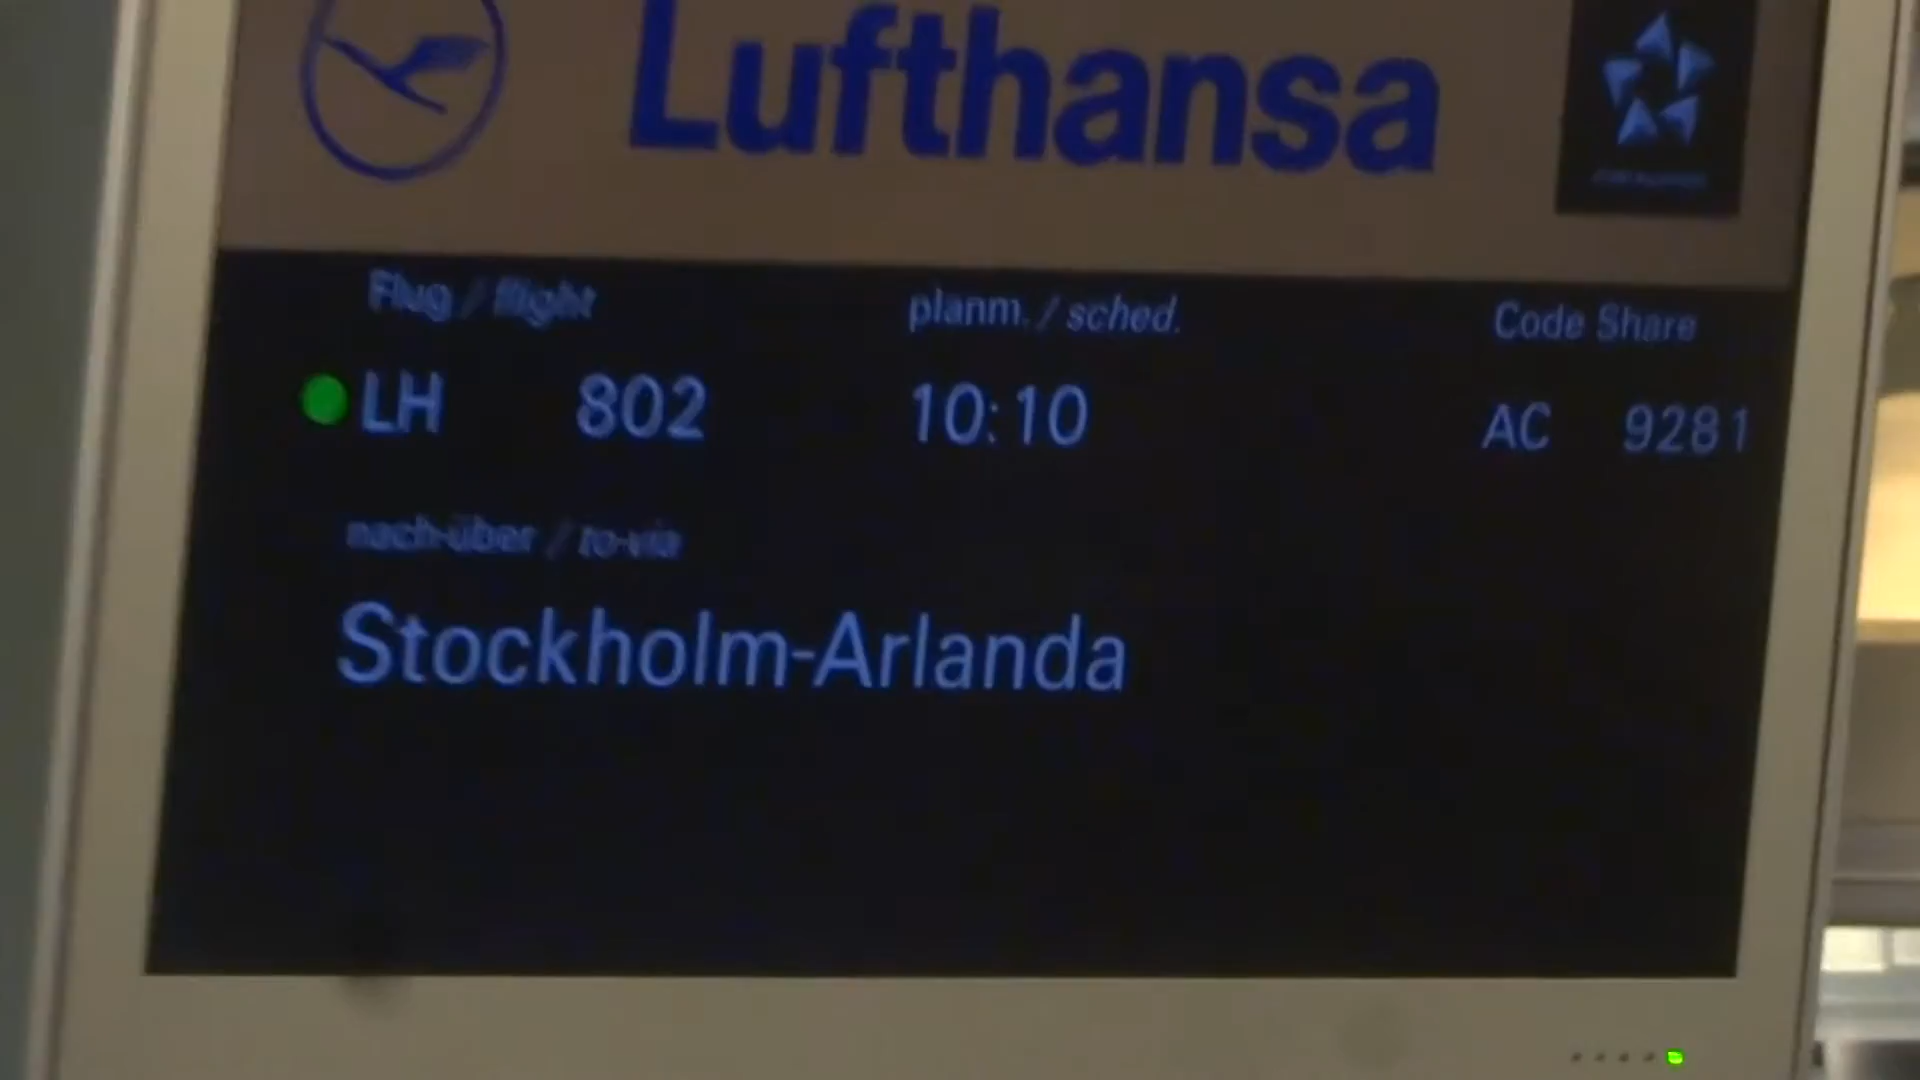 Lufthansa
Flug / flight planm. / sched. Code Share
LH 802 10:10 AC 9281
nach-über / to-via
Stockholm-Arlanda